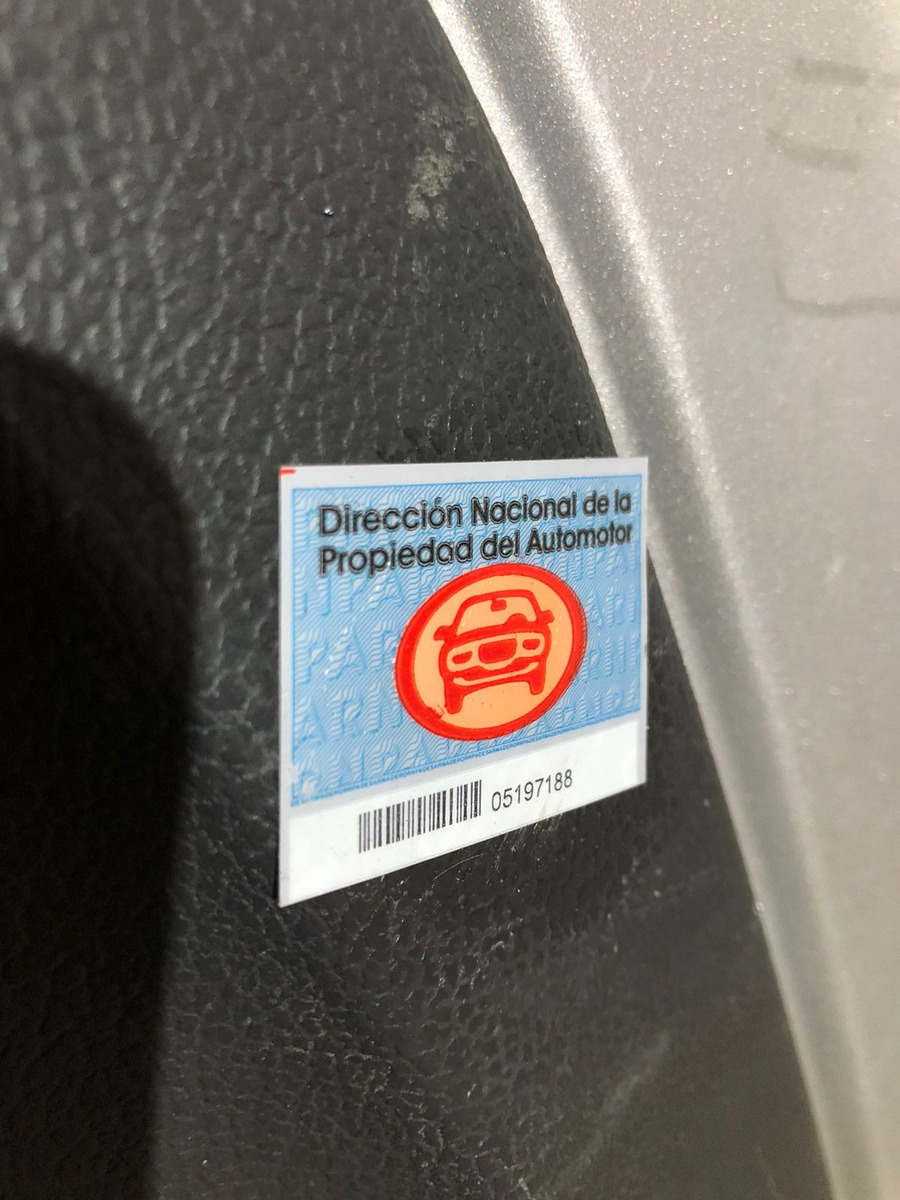 Dirección Nacional de la
Propiedad del Automotor
05197188